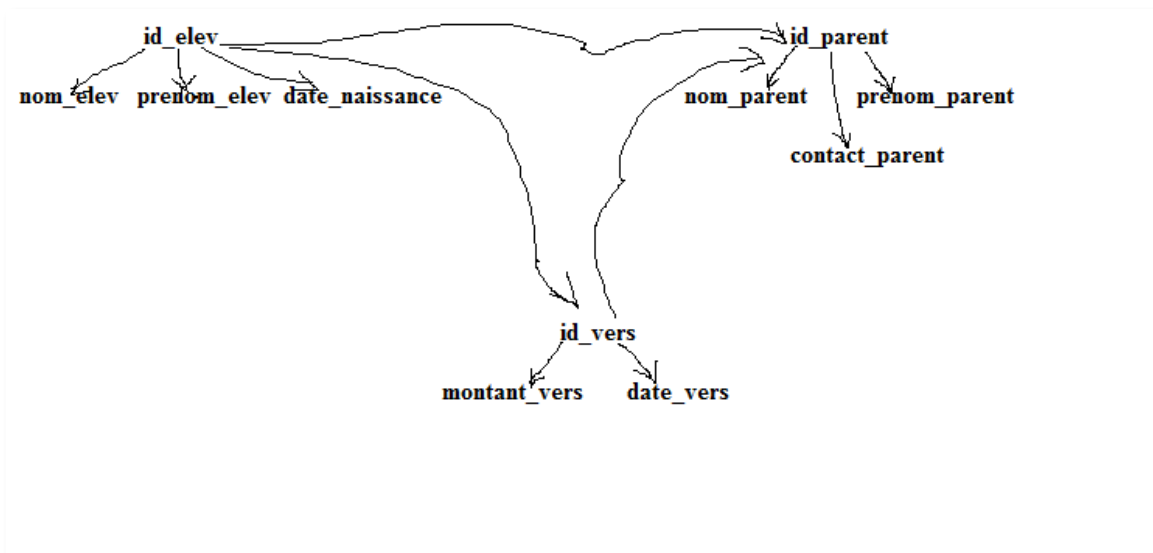 id_elev id_parent
nom_elev prenom_elev date_naissance nom_parent prenom_parent
contact_parent
id_vers
montant_vers date_vers